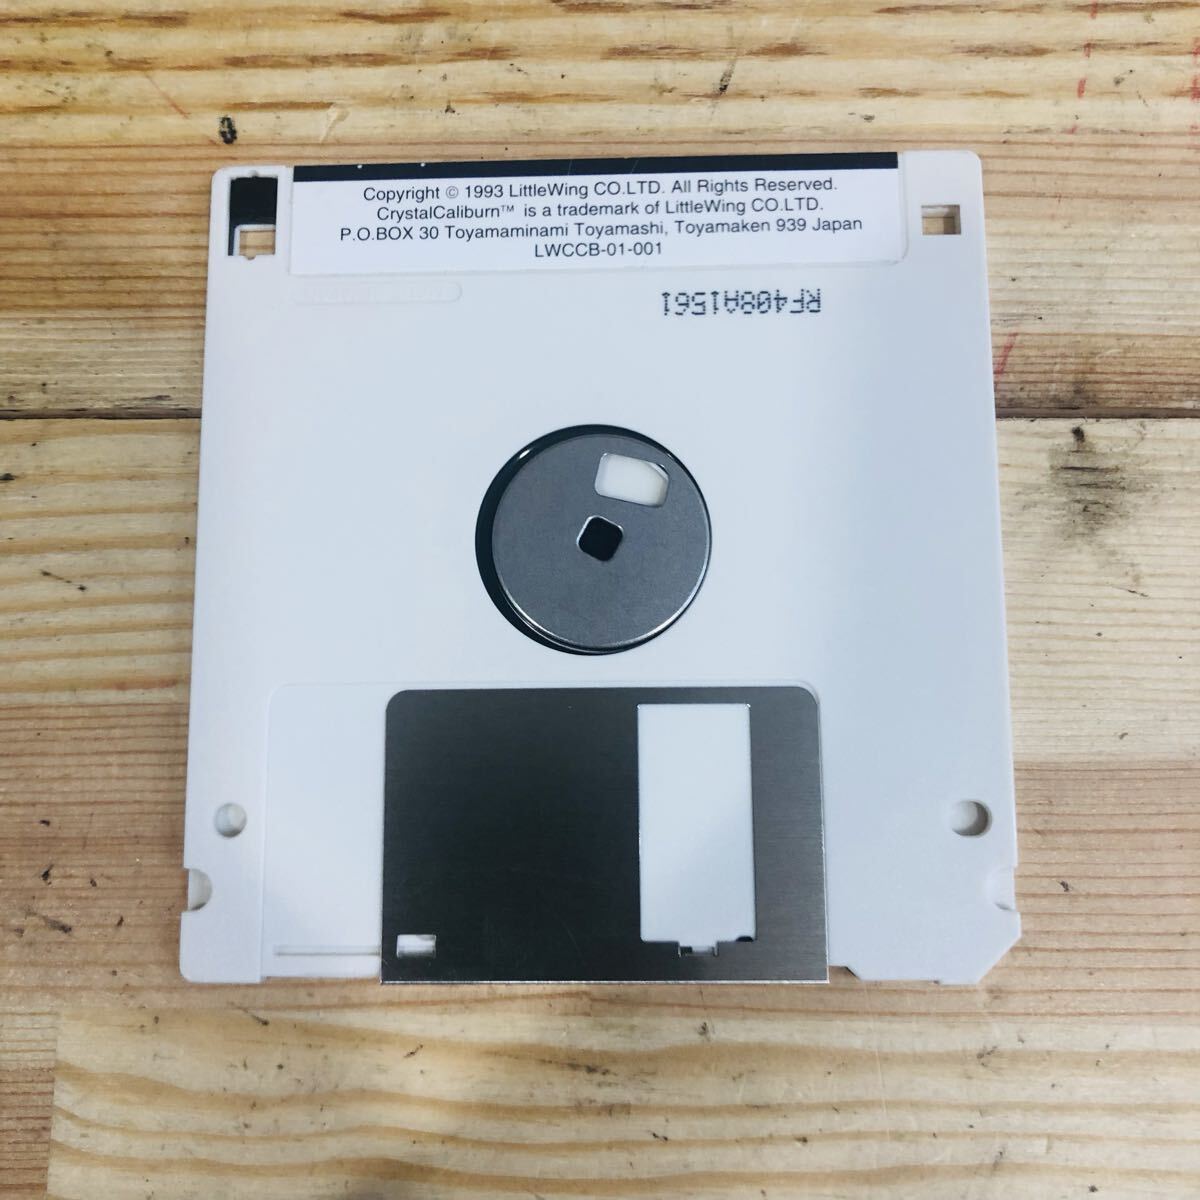 Copyright © 1993 LittleWing CO.LTD. All Rights Reserved.
CrystalCaliburn™ is a trademark of LittleWing CO.LTD.
P.O.BOX 30 Toyamaminami Toyamashi, Toyamaken 939 Japan
LWCCB-01-001
RF408A1561